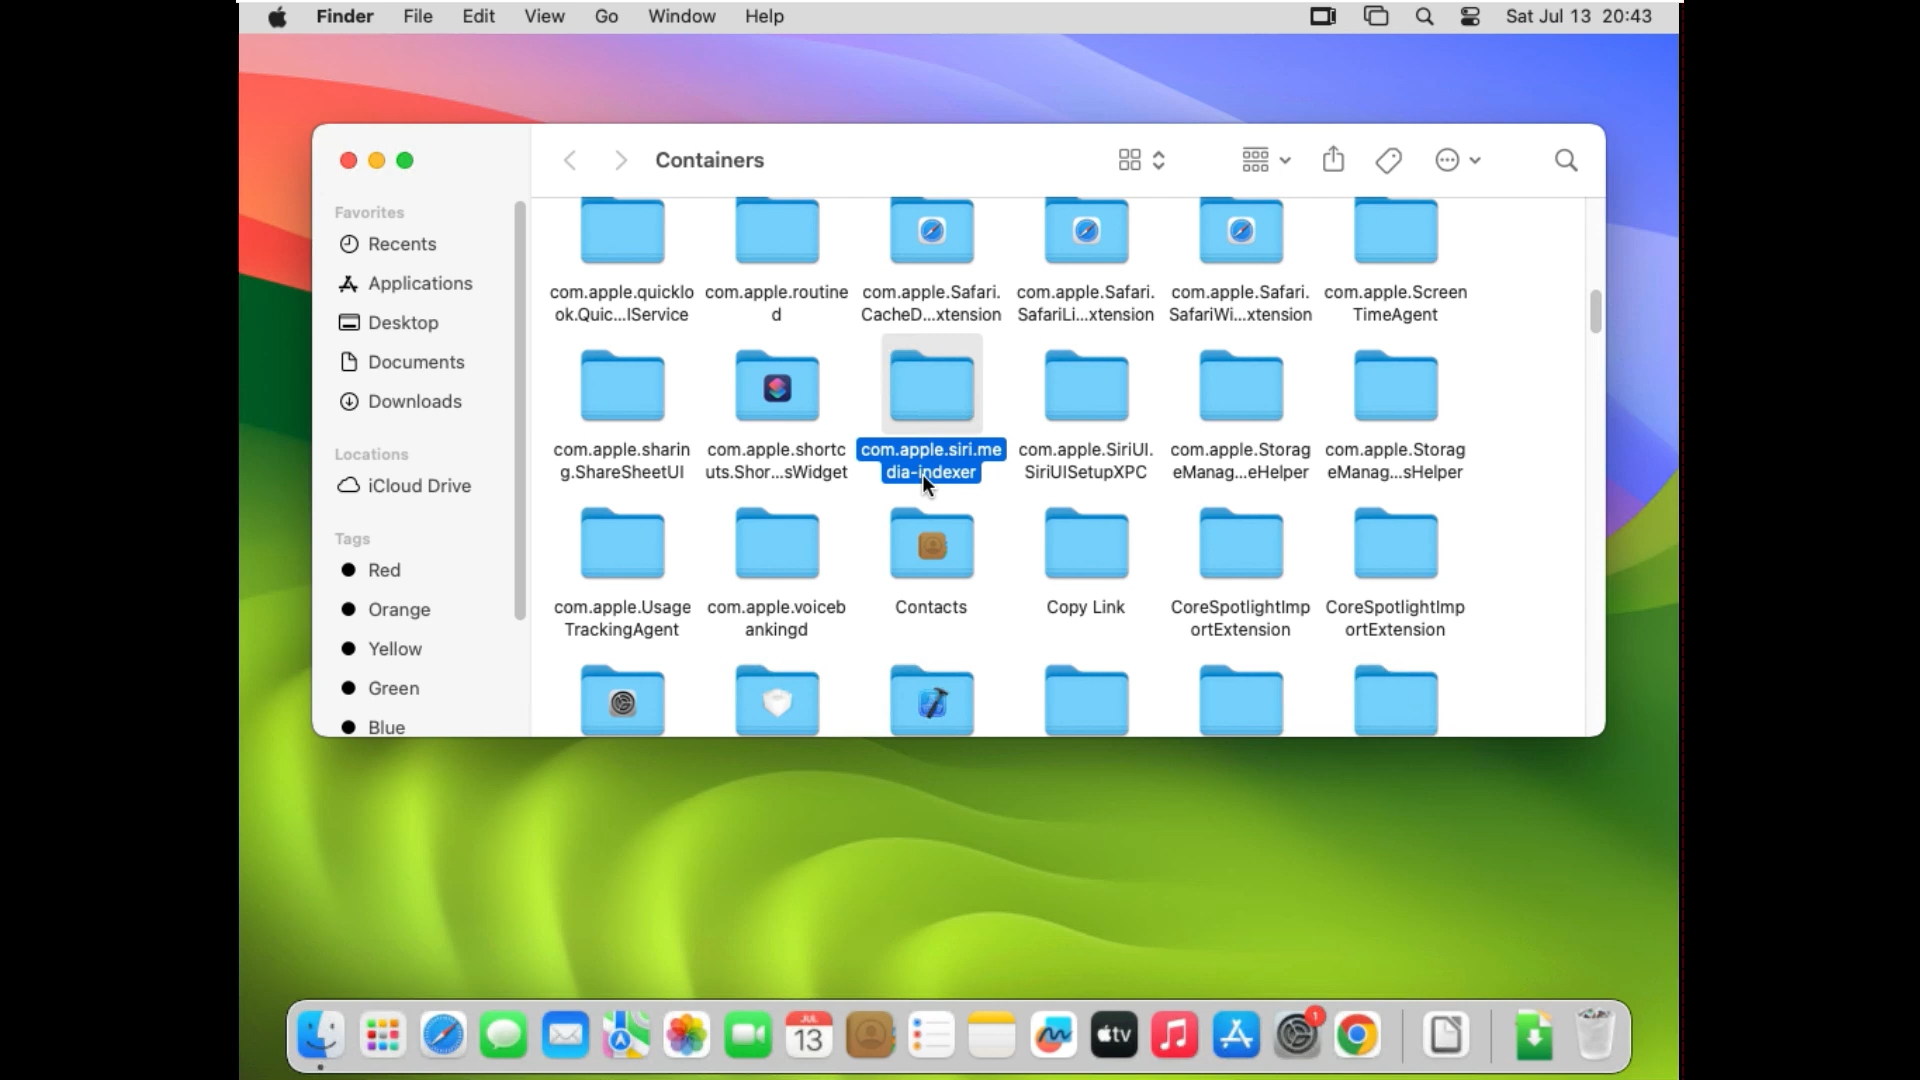 Finder File Edit View Go Window Help Sat Jul 13 20:43
Containers
Favorites
Recents
Applications
Desktop
Documents
Downloads
Locations
iCloud Drive
Tags
Red
Orange
Yellow
Green
Blue
com.apple.quicklo
ok.Quic...IService
com.apple.routine
d
com.apple.Safari.
CacheD...xtension
com.apple.Safari.
SafariLi...xtension
com.apple.Safari.
SafariWi...xtension
com.apple.Screen
TimeAgent
com.apple.sharin
g.ShareSheetUI
com.apple.shortc
uts.Shor...sWidget
com.apple.siri.me
dia-indexer
com.apple.SiriUI.
SiriUISetupXPC
com.apple.Storag
eManag...eHelper
com.apple.Storag
eManag...sHelper
com.apple.Usage
TrackingAgent
com.apple.voiceb
ankingd
Contacts
Copy Link
CoreSpotlightImp
ortExtension
CoreSpotlightImp
ortExtension
JUL
13
tv
1